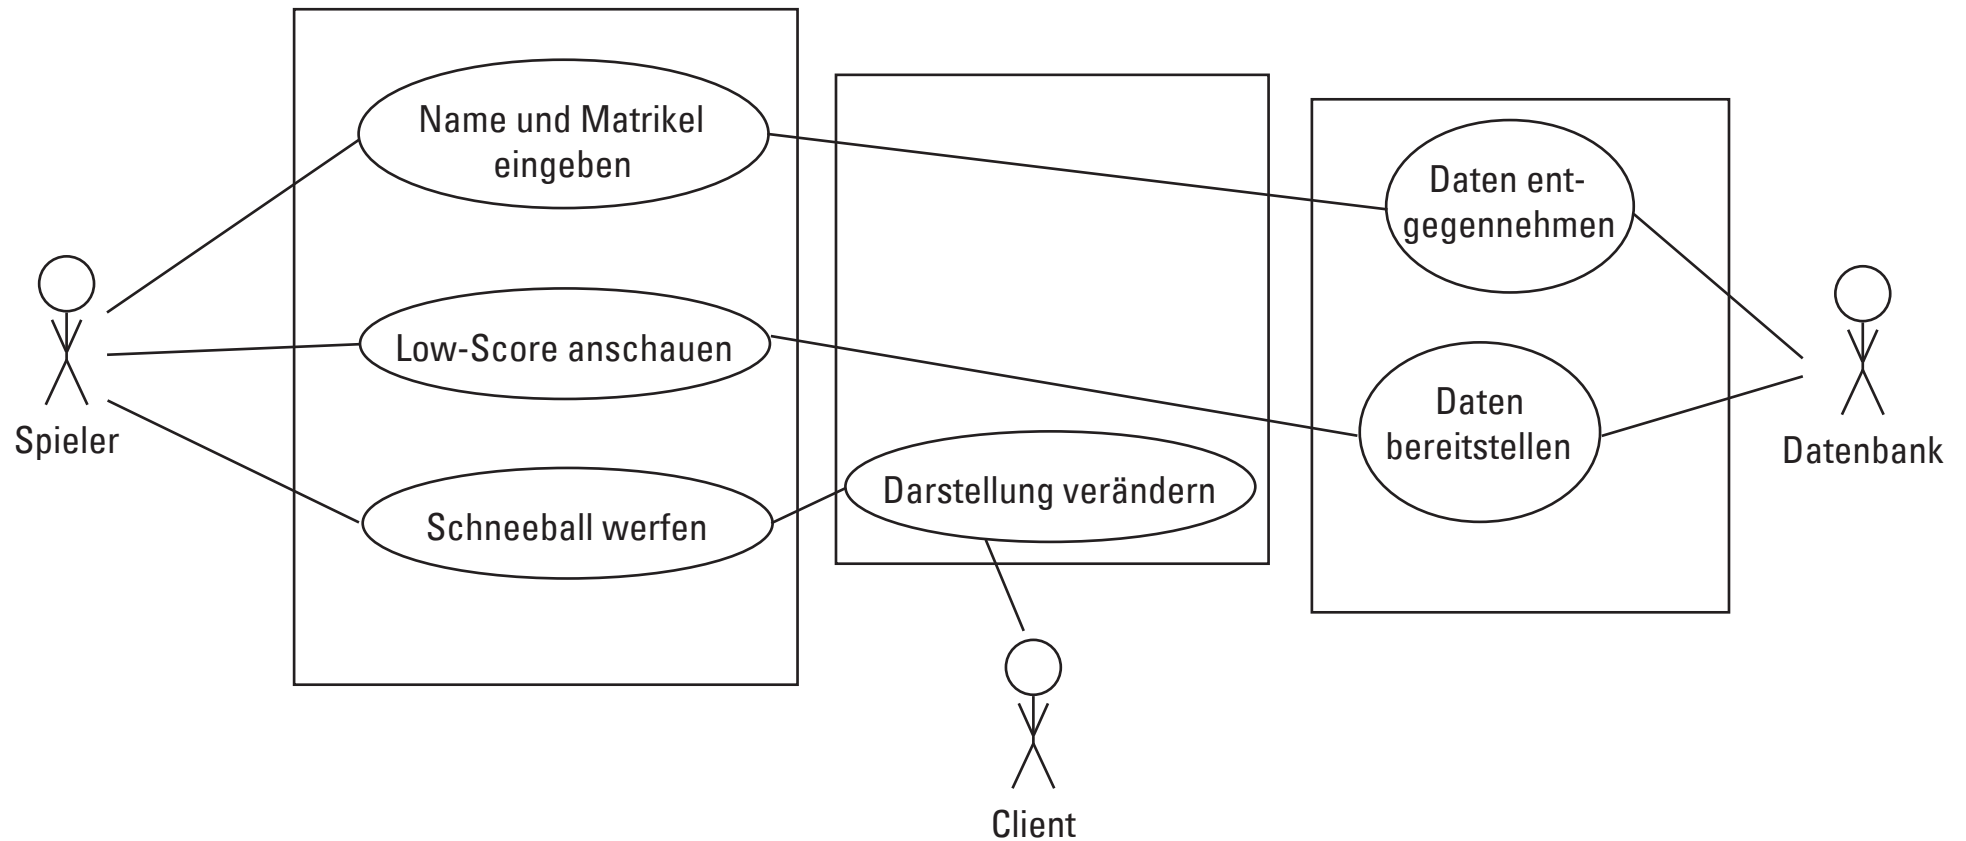 Name und Matrikel
eingeben
Low-Score anschauen
Schneeball werfen
Darstellung verändern
Daten ent-
gegennehmen
Daten
bereitstellen
Spieler
Client
Datenbank